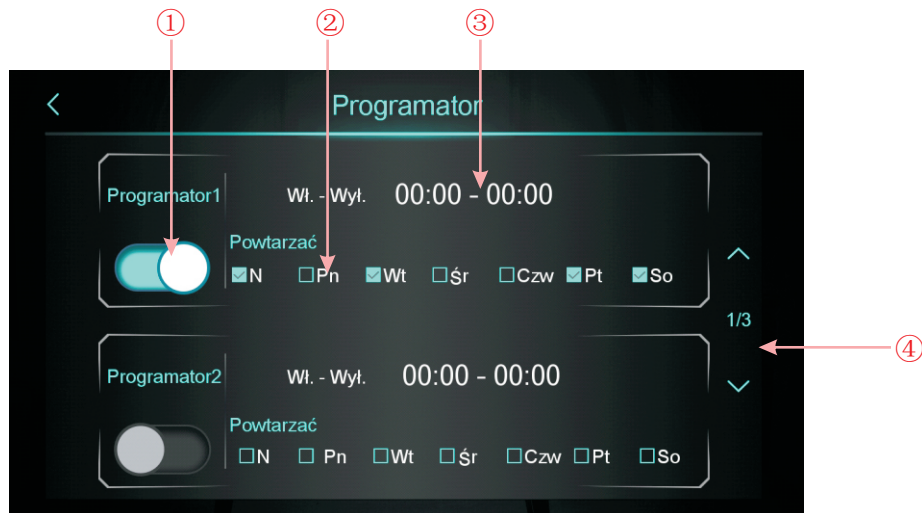 ① ② ③
Programator
Programator1 Wł. - Wył. 00:00 - 00:00
Powtarzać
N Pn Wt Śr Czw Pt So
1/3
④
Programator2 Wł. - Wył. 00:00 - 00:00
Powtarzać
N Pn Wt Śr Czw Pt So